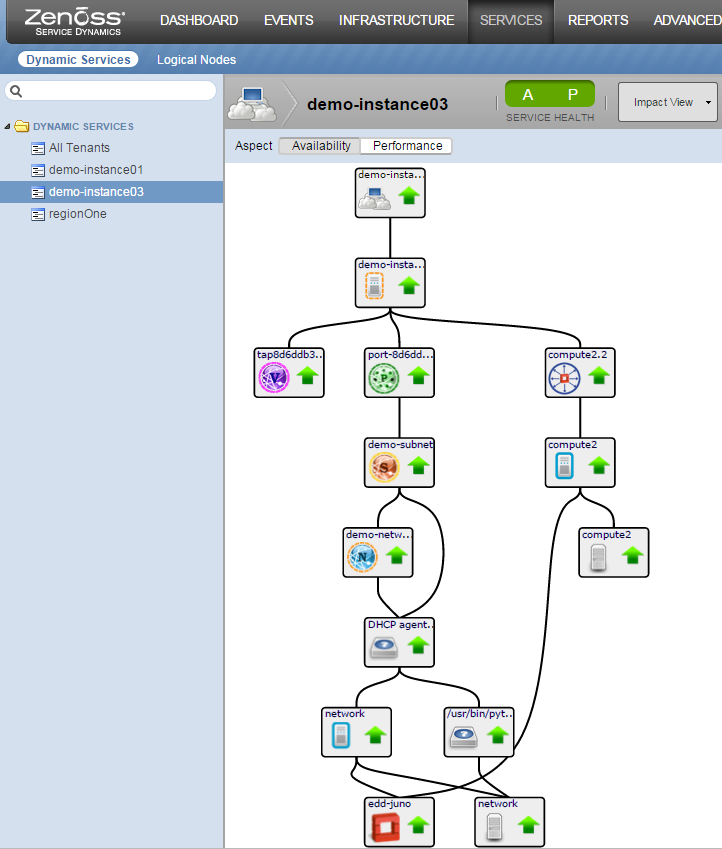 Zenoss
SERVICE DYNAMICS
DASHBOARD EVENTS INFRASTRUCTURE SERVICES REPORTS ADVANCED
Dynamic Services Logical Nodes
DYNAMIC SERVICES
All Tenants
demo-instance01
demo-instance03
regionOne
demo-instance03
A P
SERVICE HEALTH
Impact View
Aspect Availability Performance
demo-insta...
demo-insta...
tap8d6ddb3... port-8d6dd... compute2.2
V P
demo-subnet compute2
S
demo-netw... compute2
N
DHCP agent...
network /usr/bin/pyt...
edd-juno network